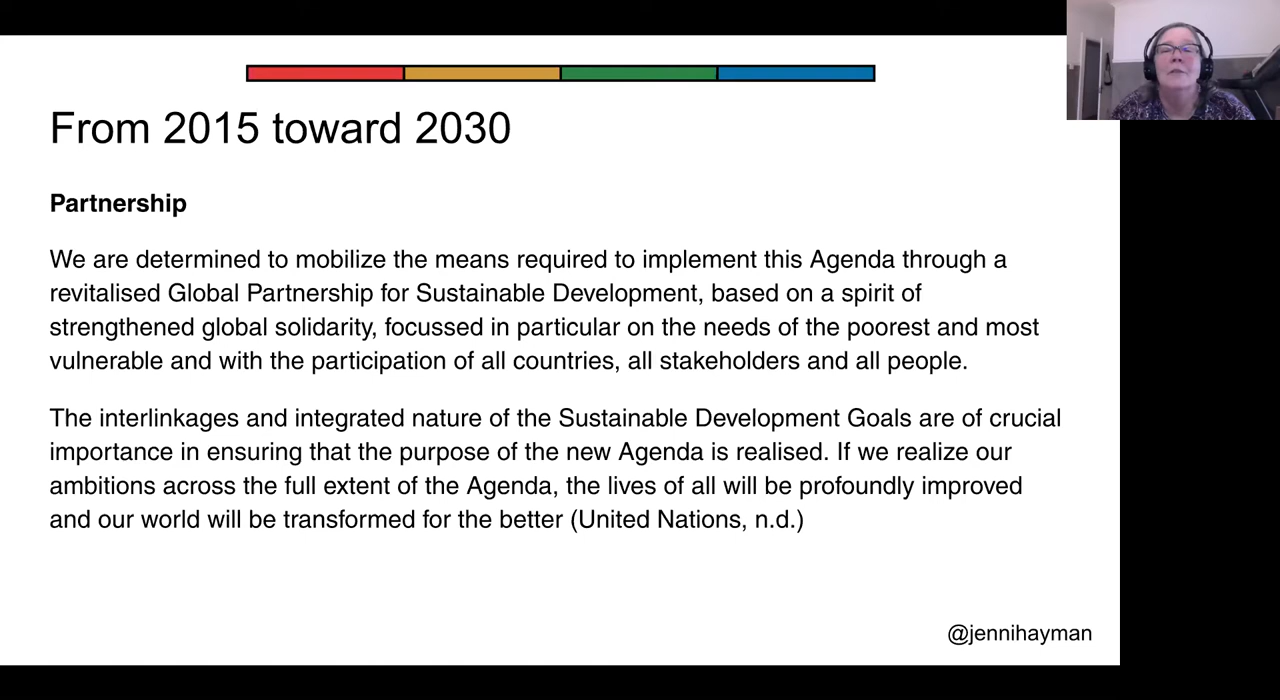 From 2015 toward 2030
Partnership
We are determined to mobilize the means required to implement this Agenda through a
revitalised Global Partnership for Sustainable Development, based on a spirit of
strengthened global solidarity, focussed in particular on the needs of the poorest and most
vulnerable and with the participation of all countries, all stakeholders and all people.
The interlinkages and integrated nature of the Sustainable Development Goals are of crucial
importance in ensuring that the purpose of the new Agenda is realised. If we realize our
ambitions across the full extent of the Agenda, the lives of all will be profoundly improved
and our world will be transformed for the better (United Nations, n.d.)
@jennihayman